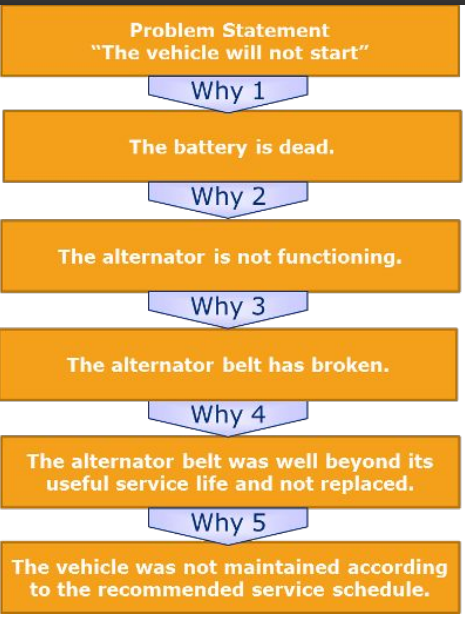 Problem Statement
“The vehicle will not start”
Why 1
The battery is dead.
Why 2
The alternator is not functioning.
Why 3
The alternator belt has broken.
Why 4
The alternator belt was well beyond its
useful service life and not replaced.
Why 5
The vehicle was not maintained according
to the recommended service schedule.